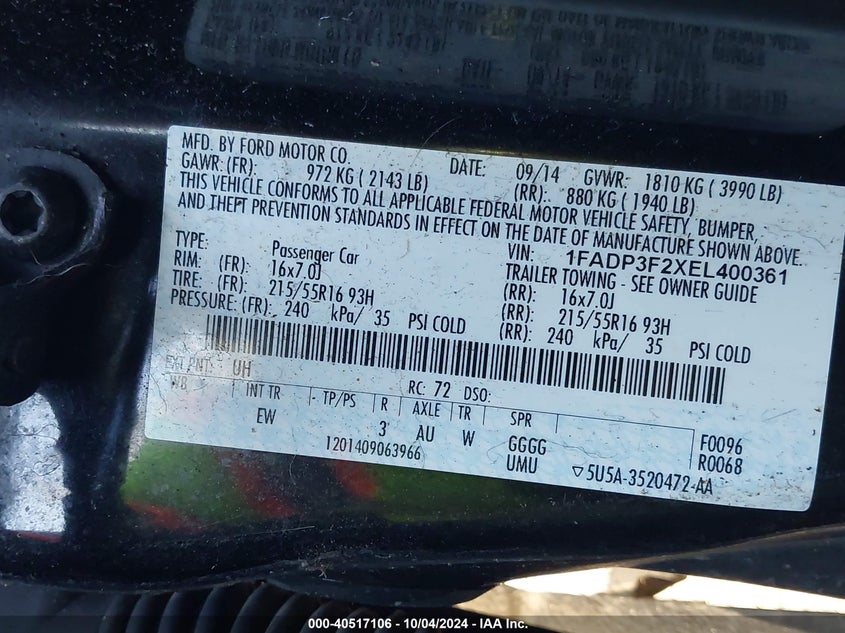 MFD. BY FORD MOTOR CO. DATE: 09/14 GVWR: 1810 KG ( 3990 LB)
GAWR: (FR): 972 KG ( 2143 LB) (RR): 880 KG ( 1940 LB)
THIS VEHICLE CONFORMS TO ALL APPLICABLE FEDERAL MOTOR VEHICLE SAFETY, BUMPER,
AND THEFT PREVENTION STANDARDS IN EFFECT ON THE DATE OF MANUFACTURE SHOWN ABOVE.
VIN: 1FADP3F2XEL400361
TYPE: Passenger Car TRAILER TOWING - SEE OWNER GUIDE
RIM: (FR): 16x7.0J (RR): 16x7.0J
TIRE: (FR): 215/55R16 93H (RR): 215/55R16 93H
PRESSURE: (FR): 240 kPa/ 35 PSI COLD (RR): 240 kPa/ 35 PSI COLD
EXT PNT: UH RC: 72 DSO:
WB INT TR - TP/PS R AXLE TR SPR
EW 3 AU W GGGG F0096
1201409063966 UMU R0068
▽5U5A-3520472-AA
000-40517106 - 10/04/2024 - IAA Inc.